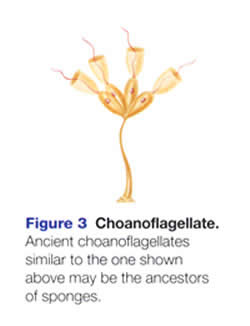 Figure 3 Choanoflagellate.
Ancient choanoflagellates
similar to the one shown
above may be the ancestors
of sponges.